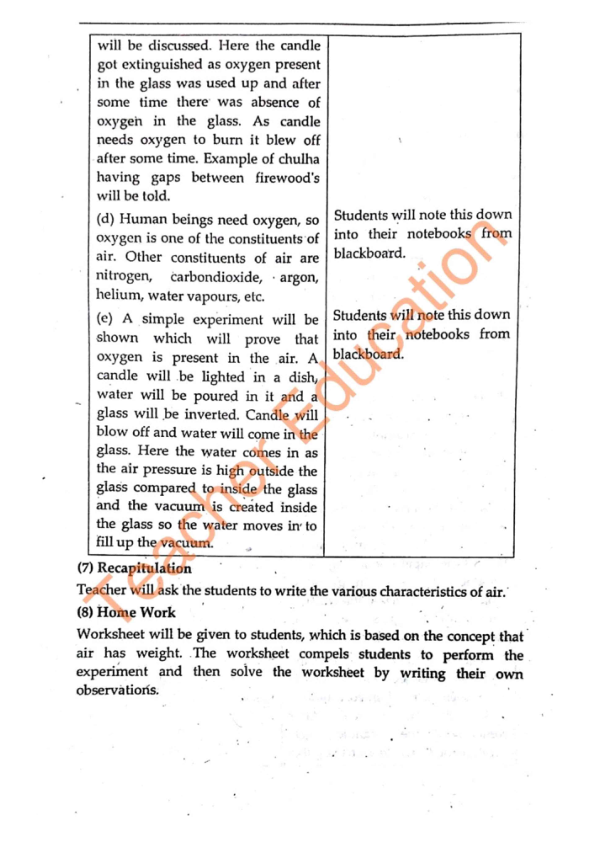 will be discussed. Here the candle
got extinguished as oxygen present
in the glass was used up and after
some time there was absence of
oxygen in the glass. As candle
needs oxygen to burn it blew off
after some time. Example of chulha
having gaps between firewood's
will be told.
(d) Human beings need oxygen, so
oxygen is one of the constituents of
air. Other constituents of air are
nitrogen, carbondioxide, argon,
helium, water vapours, etc.
Students will note this down
into their notebooks from
blackboard.
(e) A simple experiment will be
shown which will prove that
oxygen is present in the air. A
candle will be lighted in a dish,
water will be poured in it and a
glass will be inverted. Candle will
blow off and water will come in the
glass. Here the water comes in as
the air pressure is high outside the
glass compared to inside the glass
and the vacuum is created inside
the glass so the water moves in to
fill up the vacuum.
Students will note this down
into their notebooks from
blackboard.
(7) Recapitulation
Teacher will ask the students to write the various characteristics of air.
(8) Home Work
Worksheet will be given to students, which is based on the concept that
air has weight. The worksheet compels students to perform the
experiment and then solve the worksheet by writing their own
observations.
Teacher Education